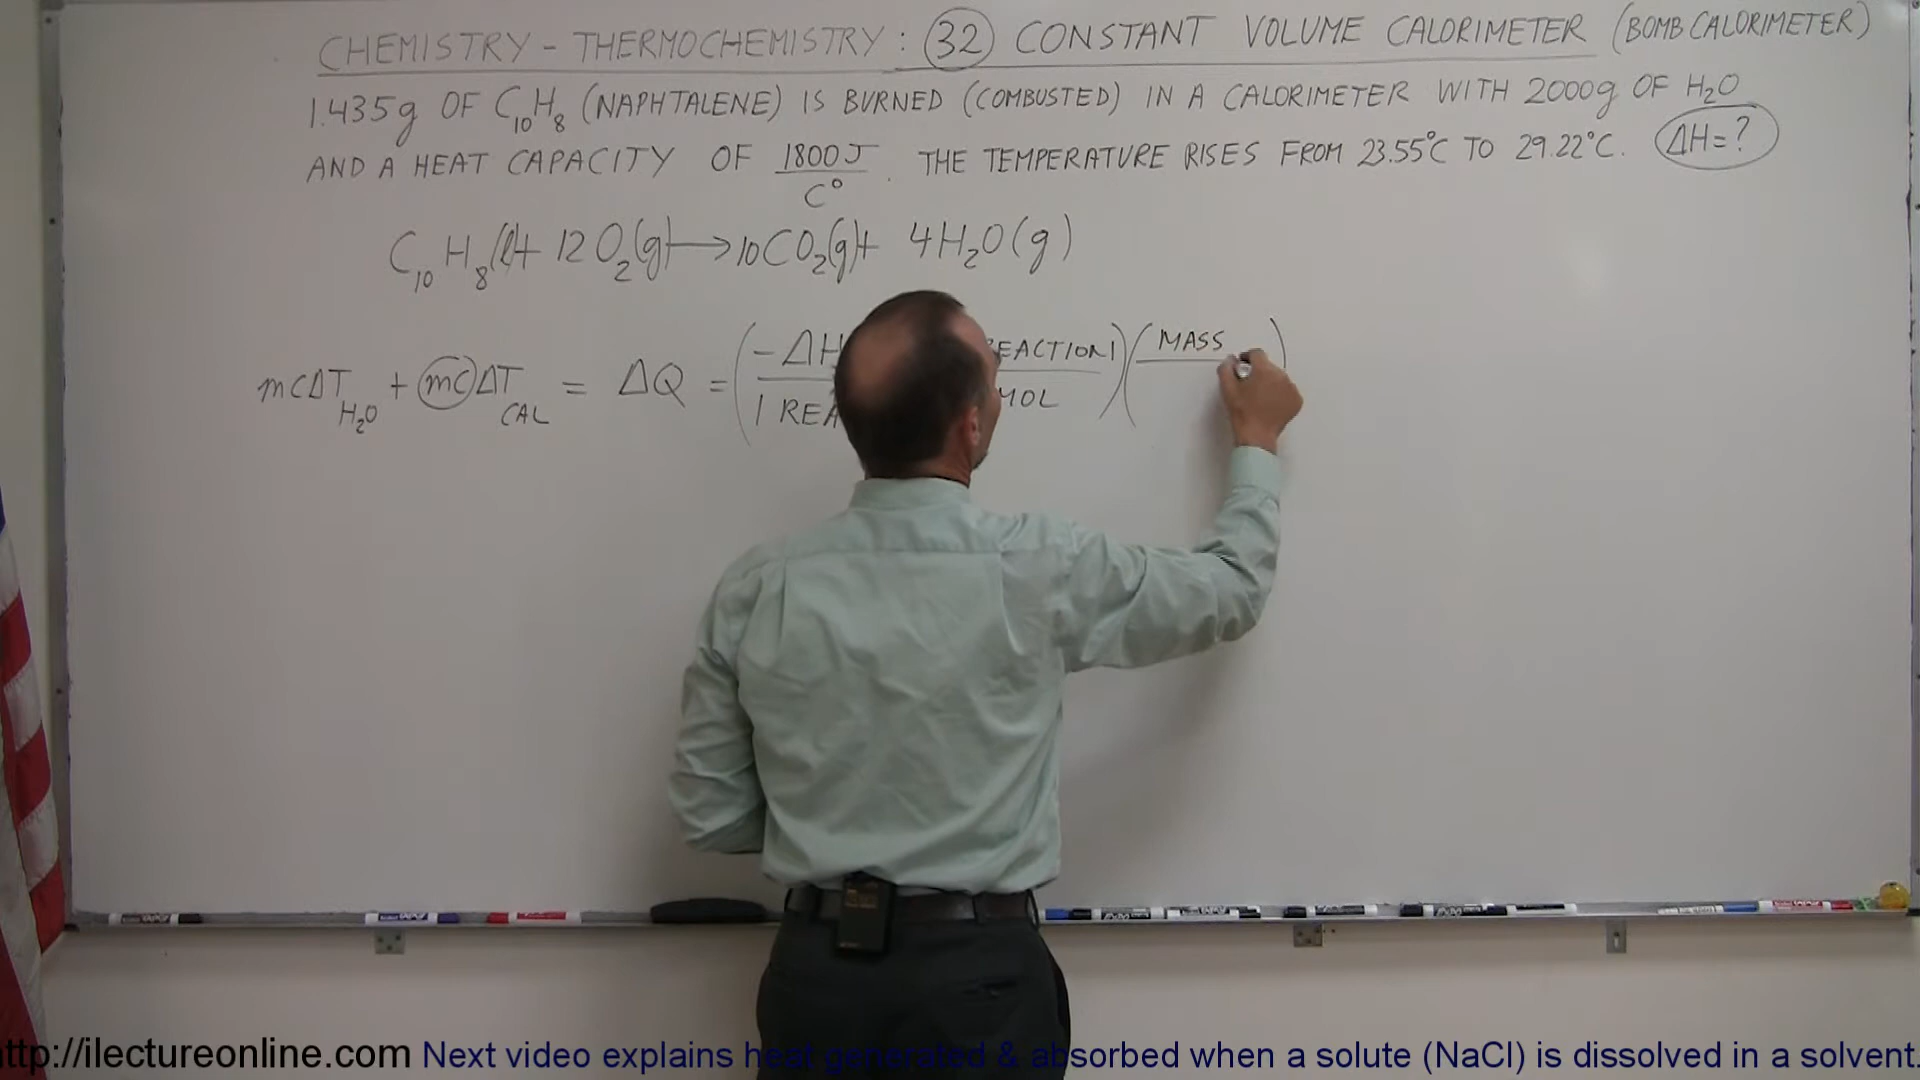 CHEMISTRY - THERMOCHEMISTRY: 32 CONSTANT VOLUME CALORIMETER (BOMB CALORIMETER)
1.435g OF C10H8 (NAPHTALENE) IS BURNED (COMBUSTED) IN A CALORIMETER WITH 2000g OF H2O
AND A HEAT CAPACITY OF 1800J/C°. THE TEMPERATURE RISES FROM 23.55°C TO 29.22°C. ΔH=?
C10H8(l)+ 12O2(g) → 10CO2(g)+ 4H2O(g)
mCΔT H2O + mC ΔT CAL = ΔQ = (-ΔH / 1 REA EACTION / MOL) (MASS / )
http://ilectureonline.com Next video explains heat generated & absorbed when a solute (NaCl) is dissolved in a solvent.